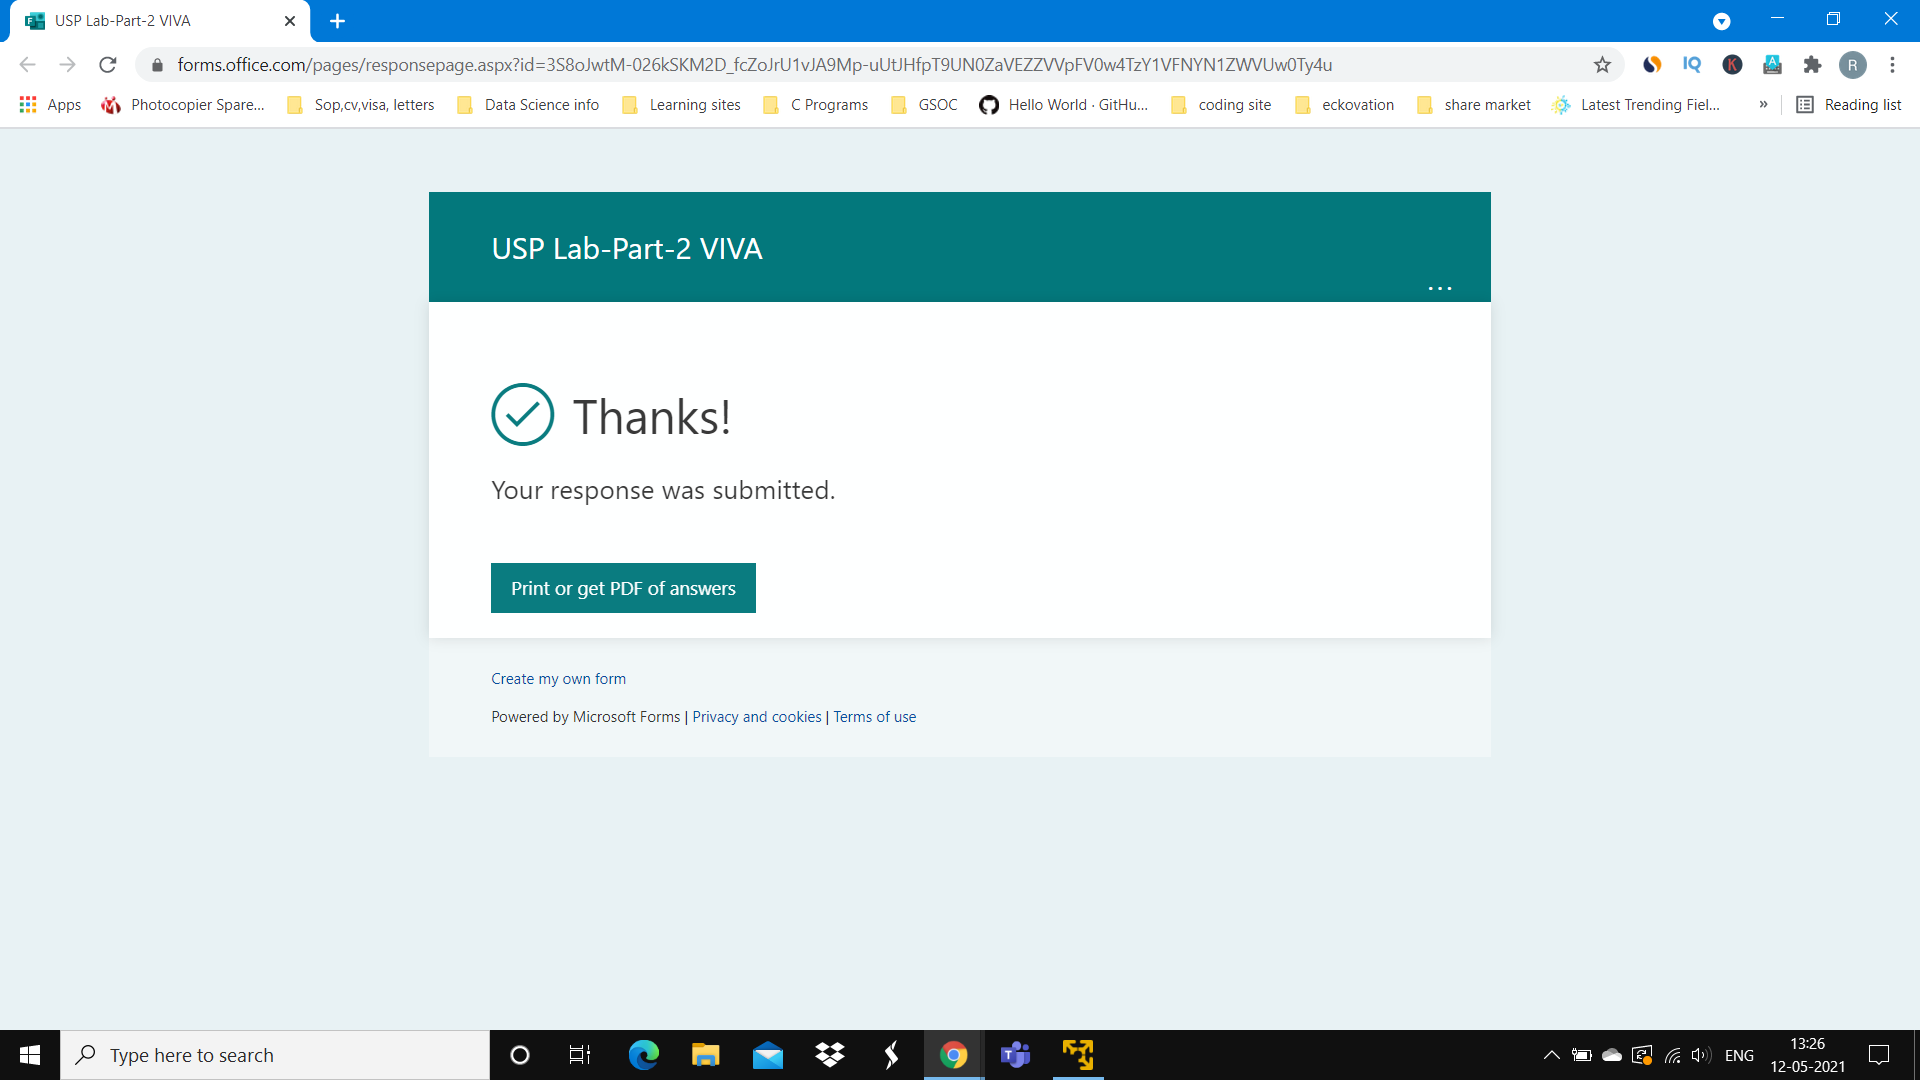 USP Lab-Part-2 VIVA
forms.office.com/pages/responsepage.aspx?id=3S8oJwtM-026kSKM2D_fcZoJrU1vJA9Mp-uUtJHfpT9UN0ZaVEZZVVpFV0w4TzY1VFNYN1ZWVUw0Ty4u
IQ K A R
Apps Photocopier Spare... Sop,cv,visa, letters Data Science info Learning sites C Programs GSOC Hello World · GitHu... coding site eckovation share market Latest Trending Fiel... » Reading list
USP Lab-Part-2 VIVA
...
Thanks!
Your response was submitted.
Print or get PDF of answers
Create my own form
Powered by Microsoft Forms | Privacy and cookies | Terms of use
Type here to search
ENG
13:26
12-05-2021